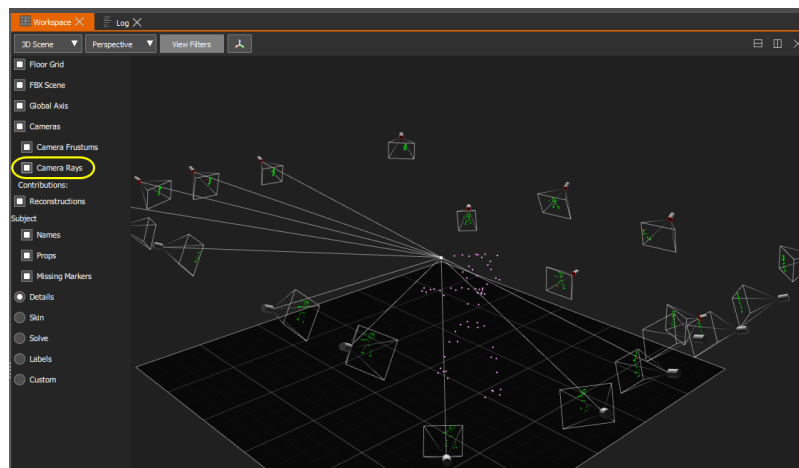 Workspace
Log
3D Scene
Perspective
View Filters
Floor Grid
FBX Scene
Global Axis
Cameras
Camera Frustums
Camera Rays
Contributions:
Reconstructions
Subject
Names
Props
Missing Markers
Details
Skin
Solve
Labels
Custom